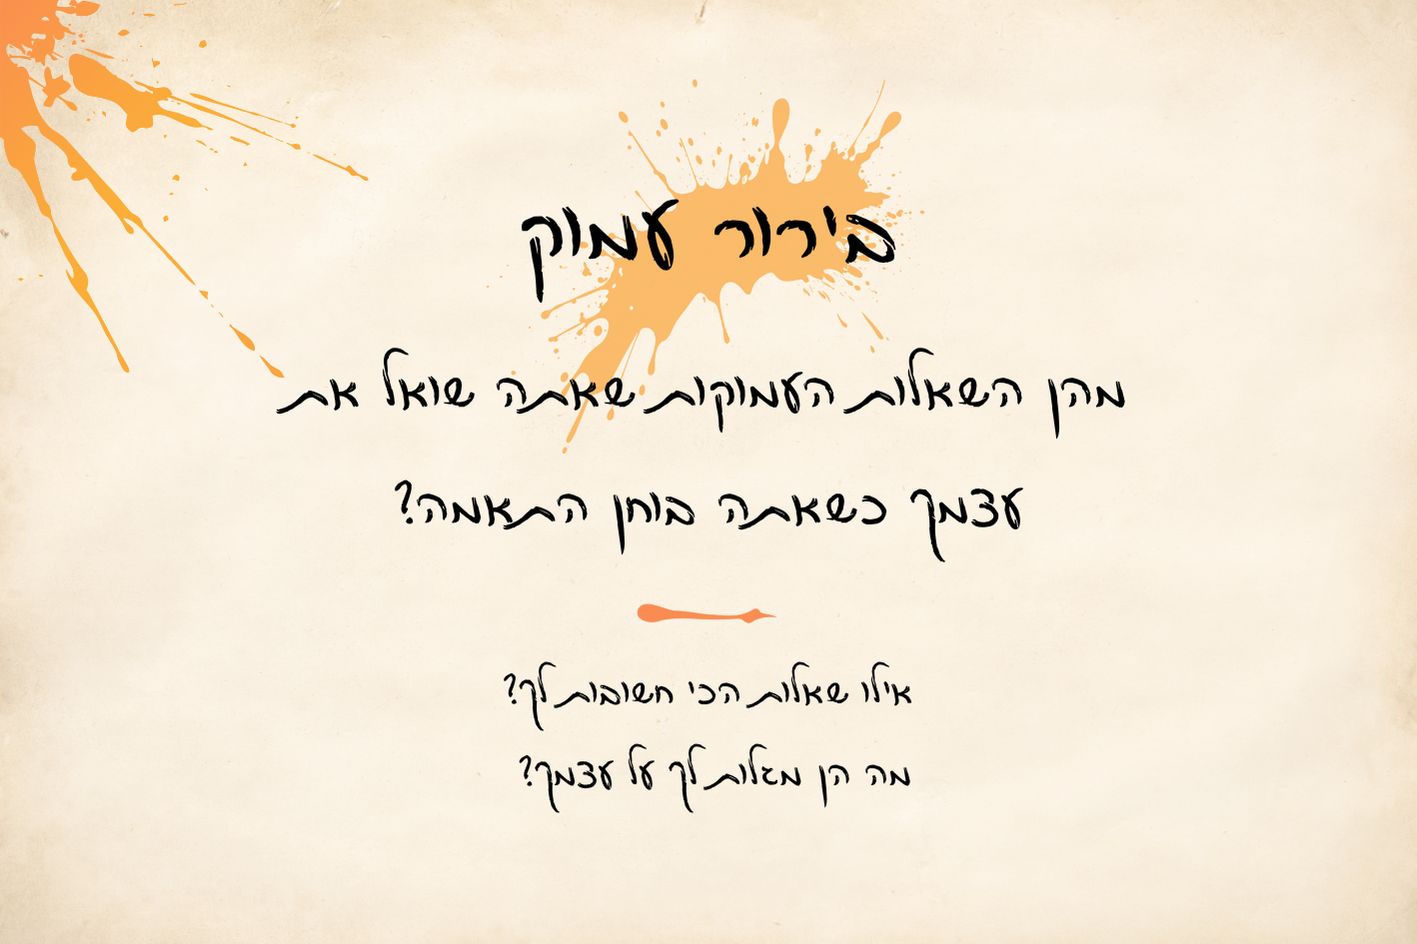 בירור עמוק
מהן השאלות העמוקות שאתה שואל את
עצמך כשאתה בוחן התאמה?
אילו שאלות הכי חשובות לך?
מה הן מגלות לך על עצמך?